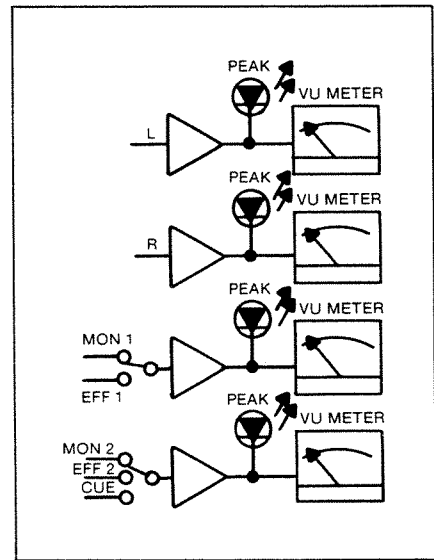 PEAK
VU METER
L
PEAK
VU METER
R
PEAK
VU METER
MON 1
EFF 1
PEAK
VU METER
MON 2
EFF 2
CUE